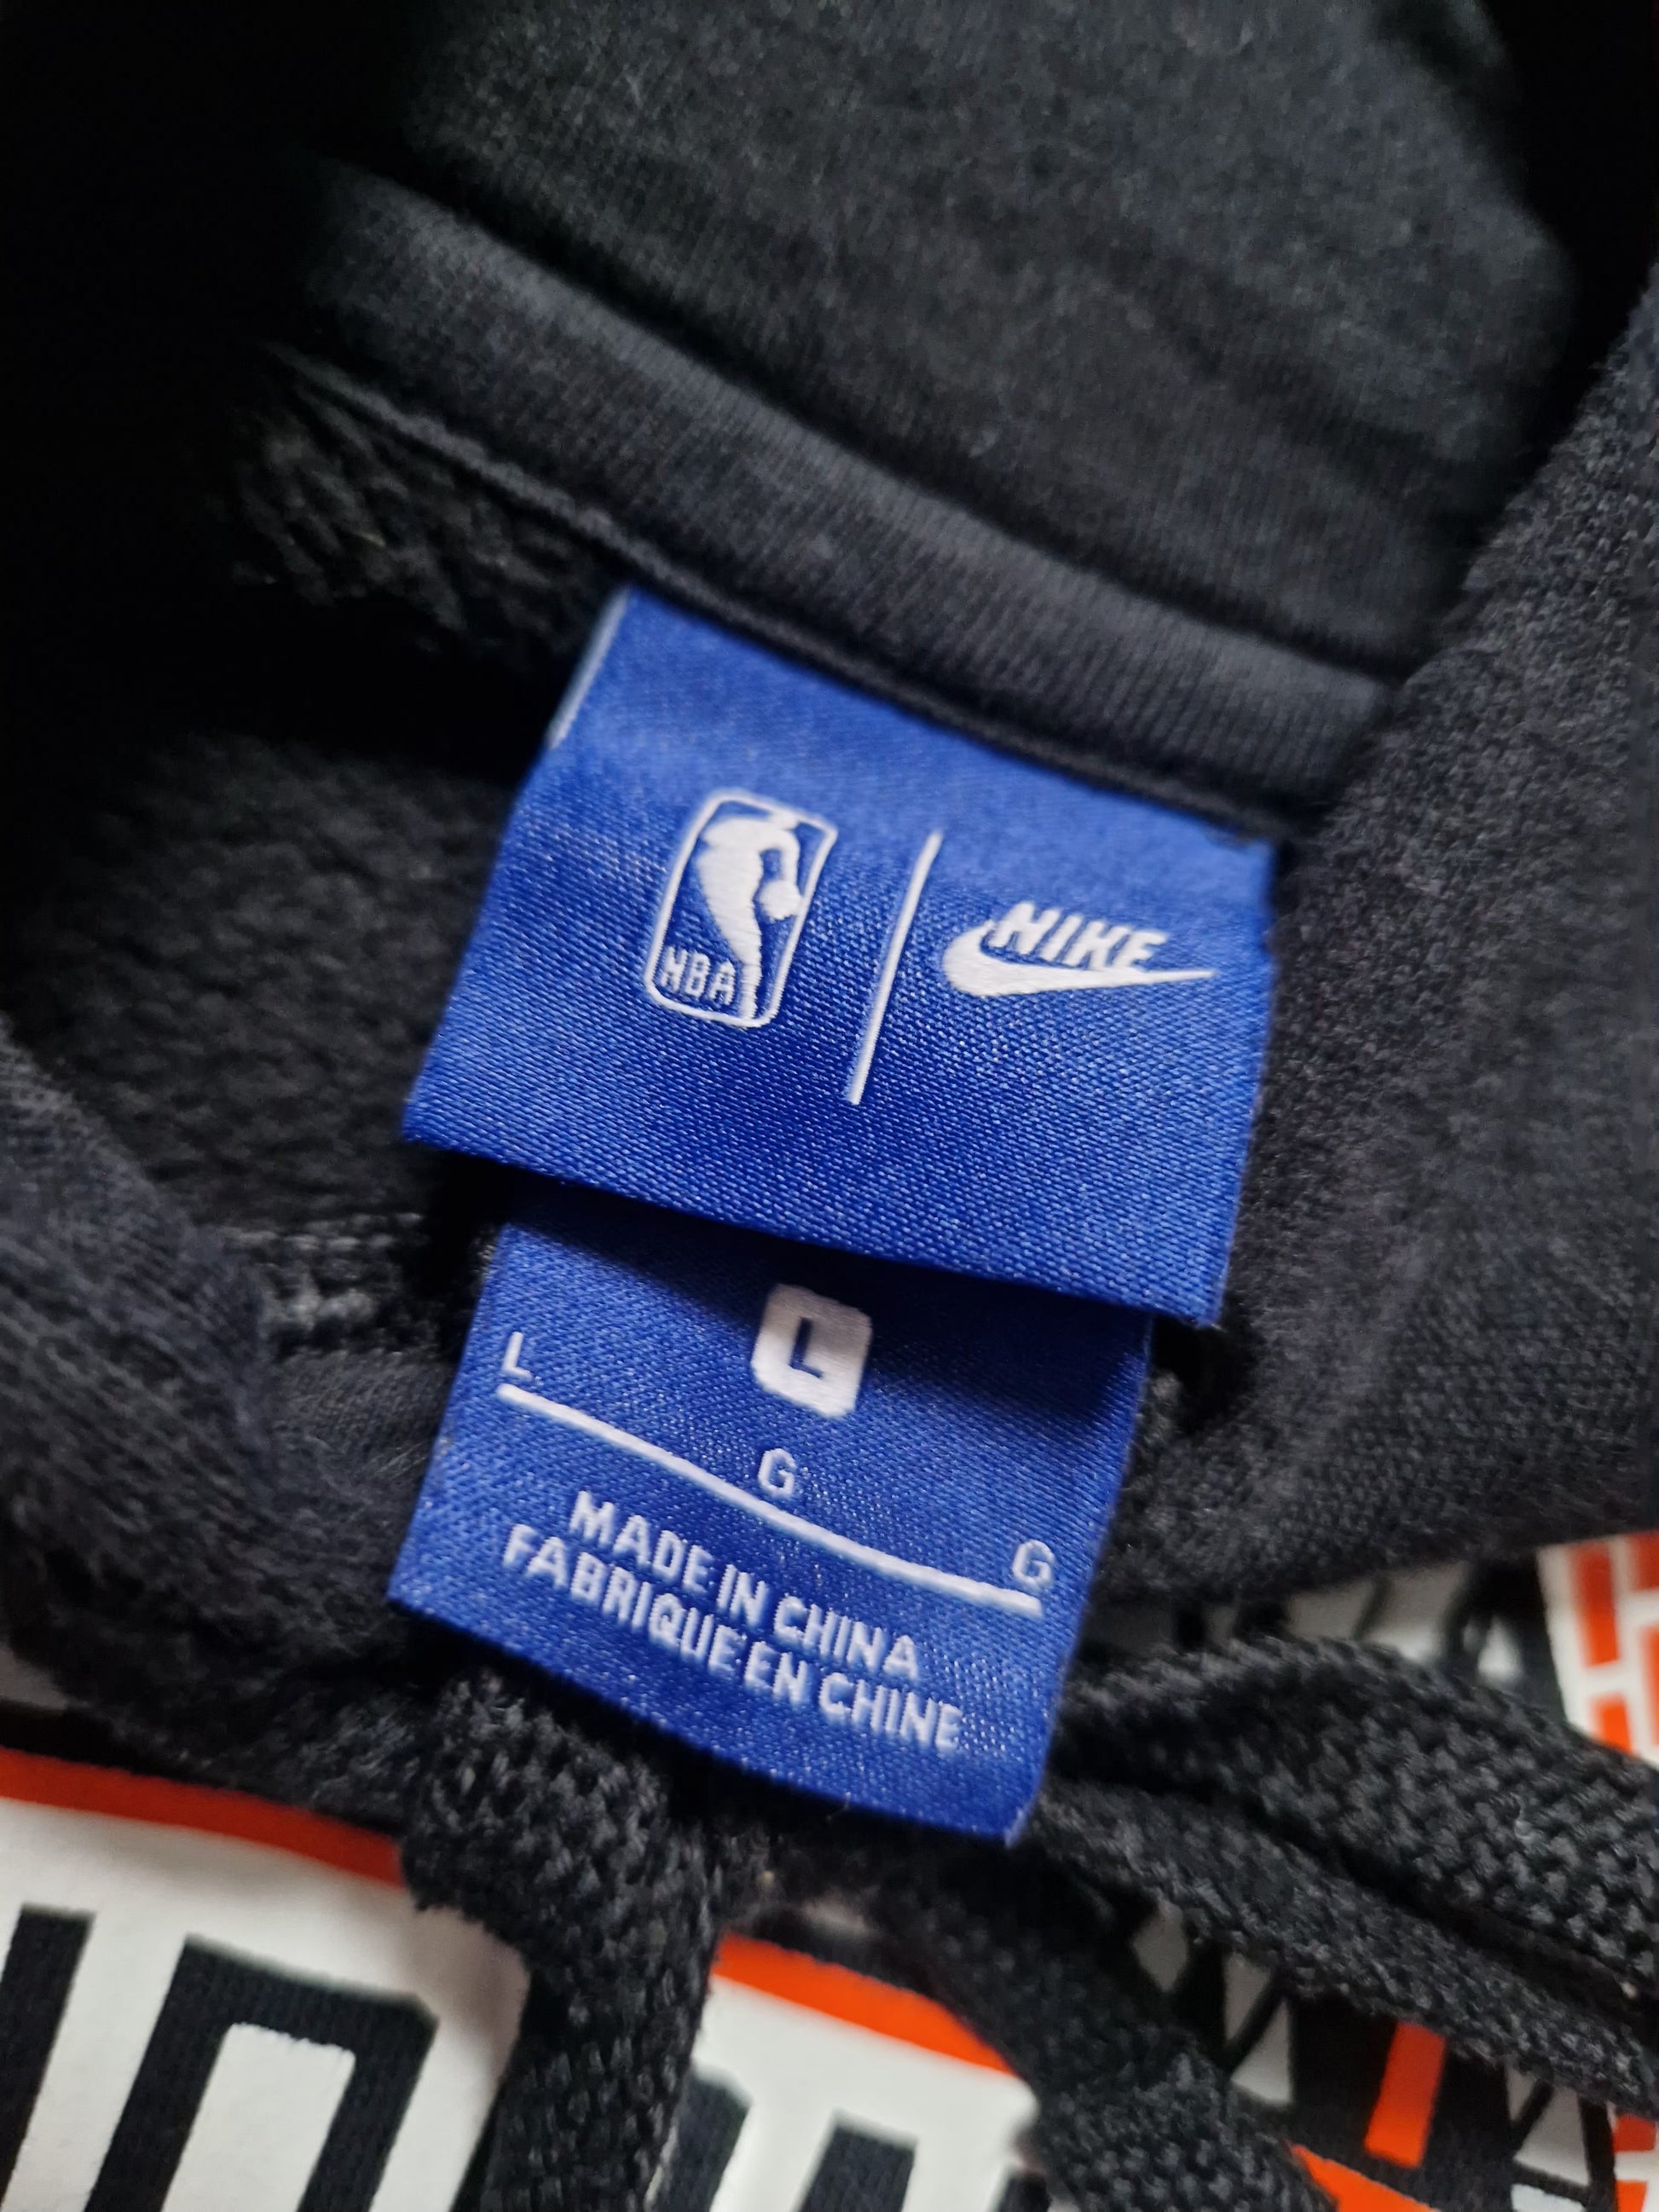 NBA
NIKE
L
L
G
G
MADE IN CHINA
FABRIQUE EN CHINE